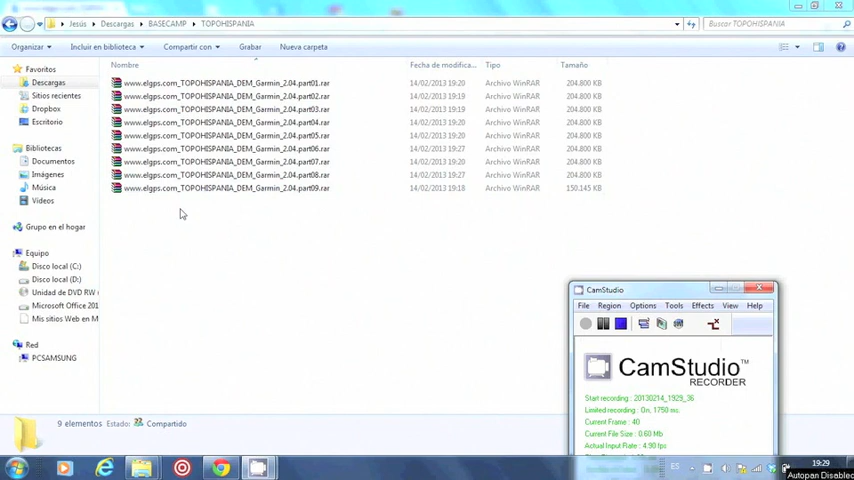 Jesús ▸ Descargas ▸ BASECAMP ▸ TOPOHISPANIA
Buscar TOPOHISPANIA
Organizar Incluir en biblioteca Compartir con Grabar Nueva carpeta
Nombre Fecha de modifica... Tipo Tamaño
Favoritos
Descargas
Sitios recientes
Dropbox
Escritorio
Bibliotecas
Documentos
Imágenes
Música
Vídeos
Grupo en el hogar
Equipo
Disco local (C:)
Disco local (D:)
Unidad de DVD RW (
Microsoft Office 201
Mis sitios Web en M
Red
PCSAMSUNG
www.elgps.com_TOPOHISPANIA_DEM_Garmin_2.04.part01.rar 14/02/2013 19:20 Archivo WinRAR 204.800 KB
www.elgps.com_TOPOHISPANIA_DEM_Garmin_2.04.part02.rar 14/02/2013 19:19 Archivo WinRAR 204.800 KB
www.elgps.com_TOPOHISPANIA_DEM_Garmin_2.04.part03.rar 14/02/2013 19:19 Archivo WinRAR 204.800 KB
www.elgps.com_TOPOHISPANIA_DEM_Garmin_2.04.part04.rar 14/02/2013 19:20 Archivo WinRAR 204.800 KB
www.elgps.com_TOPOHISPANIA_DEM_Garmin_2.04.part05.rar 14/02/2013 19:20 Archivo WinRAR 204.800 KB
www.elgps.com_TOPOHISPANIA_DEM_Garmin_2.04.part06.rar 14/02/2013 19:27 Archivo WinRAR 204.800 KB
www.elgps.com_TOPOHISPANIA_DEM_Garmin_2.04.part07.rar 14/02/2013 19:20 Archivo WinRAR 204.800 KB
www.elgps.com_TOPOHISPANIA_DEM_Garmin_2.04.part08.rar 14/02/2013 19:27 Archivo WinRAR 204.800 KB
www.elgps.com_TOPOHISPANIA_DEM_Garmin_2.04.part09.rar 14/02/2013 19:18 Archivo WinRAR 150.145 KB
CamStudio
File Region Options Tools Effects View Help
CamStudio™
RECORDER
Start recording : 20130214_1929_36
Limited recording : On, 1750 ms.
Current Frame : 40
Current File Size : 0.60 Mb
Actual Input Rate : 4.90 fps
9 elementos Estado: Compartido
ES
19:29
Autopan Disabled